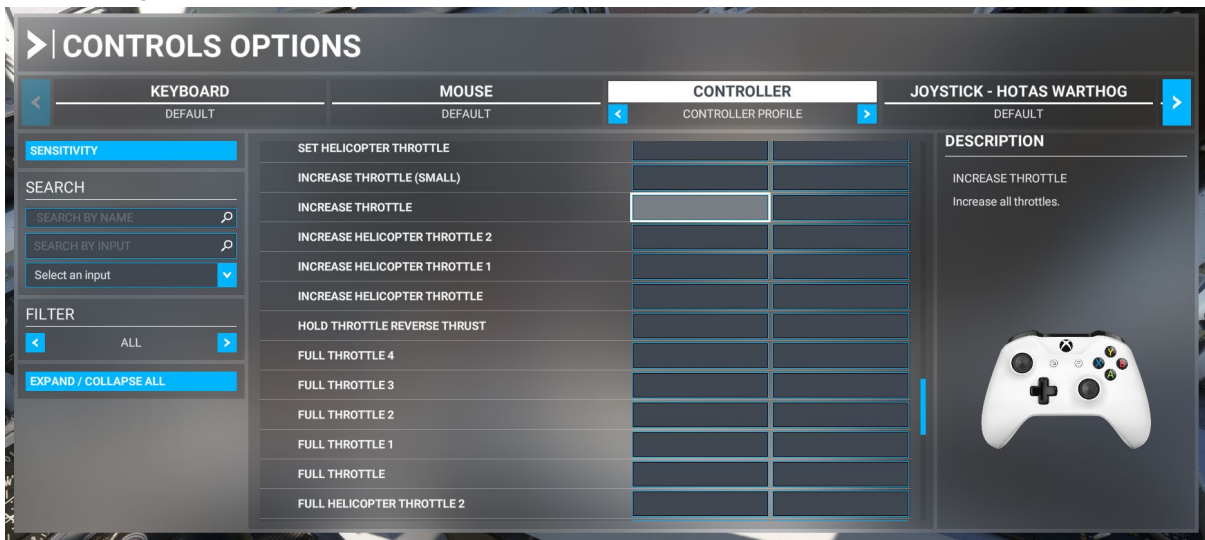 CONTROLS OPTIONS
KEYBOARD
DEFAULT
MOUSE
DEFAULT
CONTROLLER
CONTROLLER PROFILE
JOYSTICK - HOTAS WARTHOG
DEFAULT
SENSITIVITY
SEARCH
SEARCH BY NAME
SEARCH BY INPUT
Select an input
FILTER
ALL
EXPAND / COLLAPSE ALL
SET HELICOPTER THROTTLE
INCREASE THROTTLE (SMALL)
INCREASE THROTTLE
INCREASE HELICOPTER THROTTLE 2
INCREASE HELICOPTER THROTTLE 1
INCREASE HELICOPTER THROTTLE
HOLD THROTTLE REVERSE THRUST
FULL THROTTLE 4
FULL THROTTLE 3
FULL THROTTLE 2
FULL THROTTLE 1
FULL THROTTLE
FULL HELICOPTER THROTTLE 2
DESCRIPTION
INCREASE THROTTLE
Increase all throttles.
Y
X
B
A